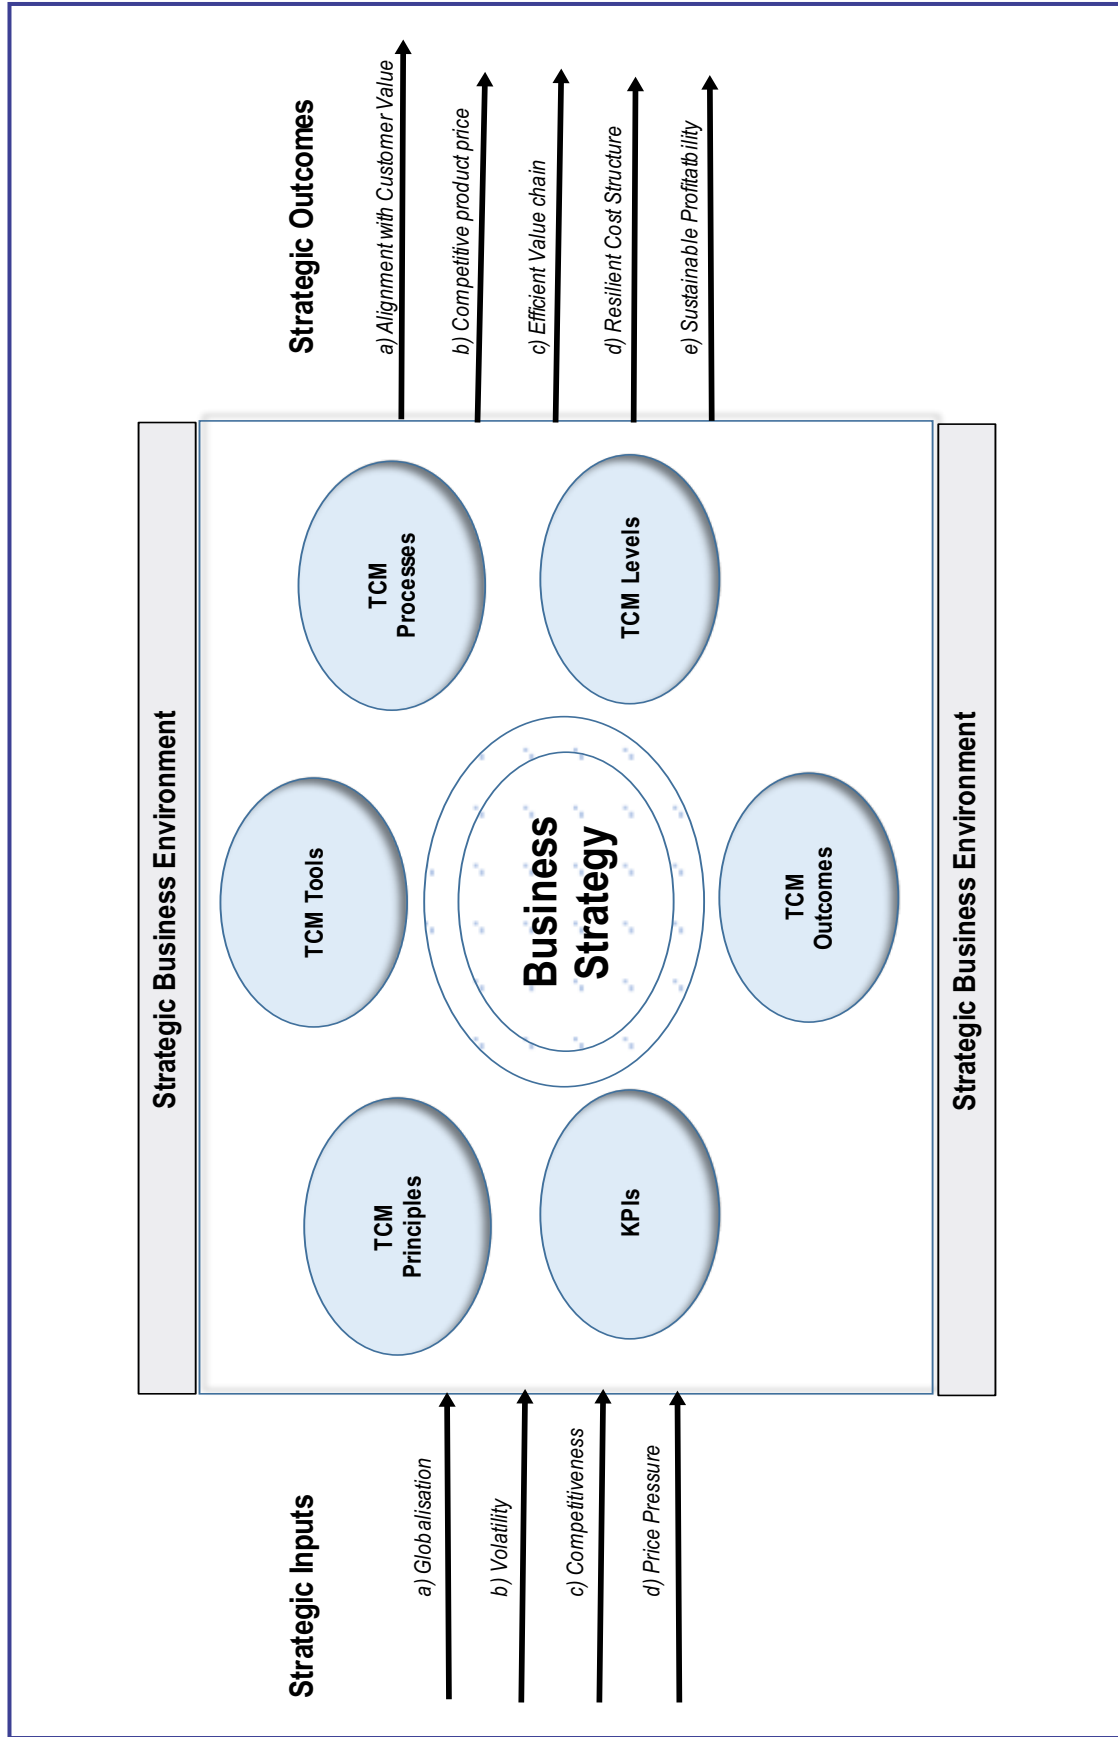 Strategic Business Environment
Strategic Inputs
a) Globalisation
b) Volatility
c) Competitiveness
d) Price Pressure
TCM
Principles
TCM Tools
TCM
Processes
KPIs
Business
Strategy
TCM Levels
TCM
Outcomes
Strategic Outcomes
a) Alignment with Customer Value
b) Competitive product price
c) Efficient Value chain
d) Resilient Cost Structure
e) Sustainable Profitatbility
Strategic Business Environment